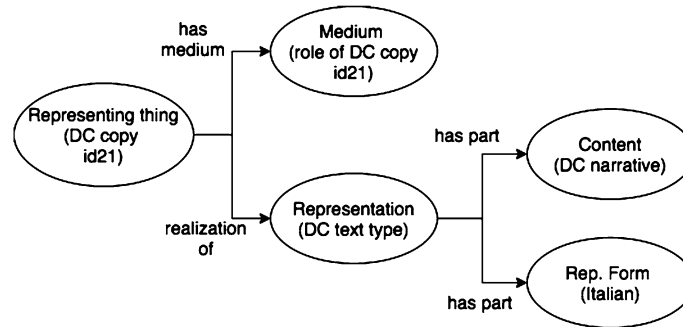 has
medium
Medium
(role of DC copy
id21)
Representing thing
(DC copy
id21)
has part
Content
(DC narrative)
realization
of
Representation
(DC text type)
has part
Rep. Form
(Italian)